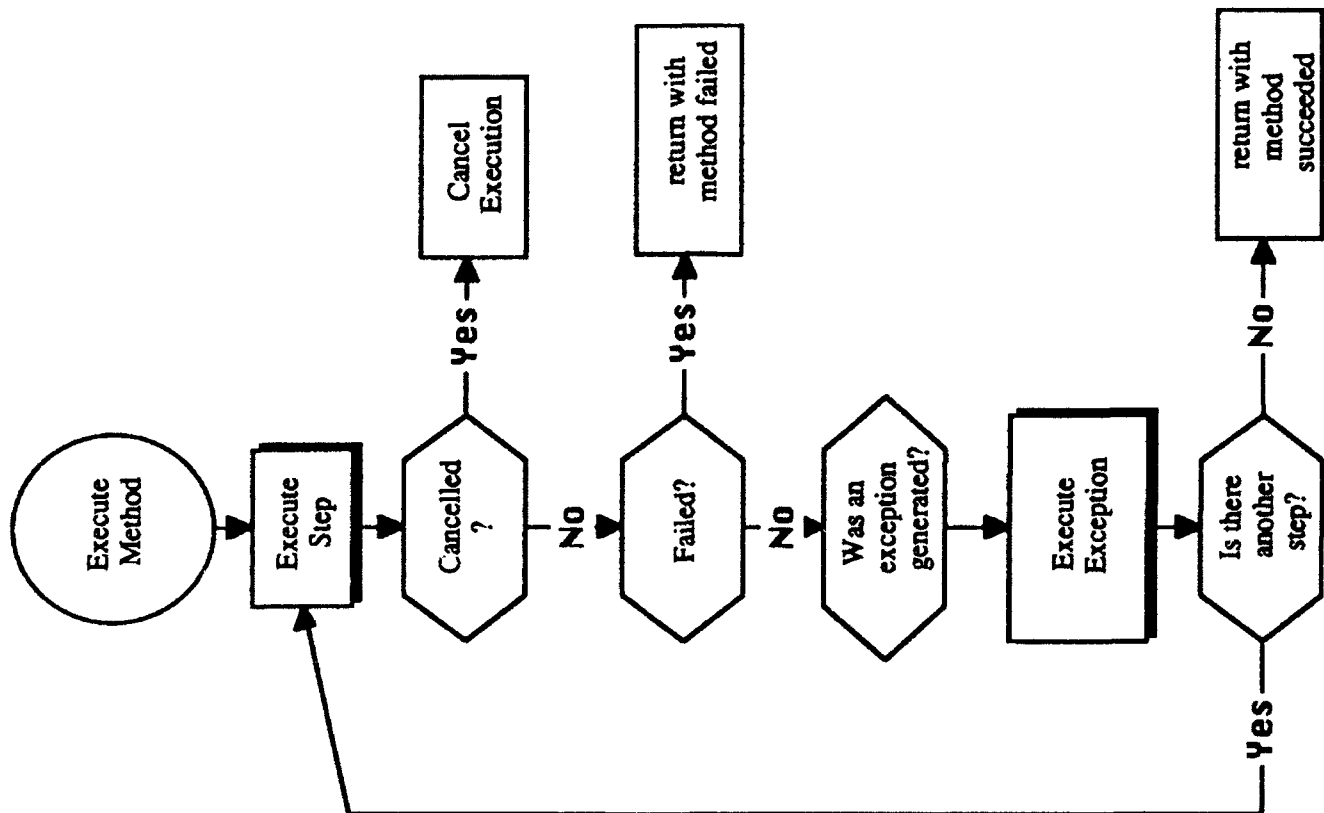 Execute
Method
Execute
Step
Cancelled
?
Yes
Cancel
Execution
No
Failed?
Yes
return with
method failed
No
Was an
exception
generated?
Execute
Exception
Is there
another
step?
No
return with
method
succeeded
Yes